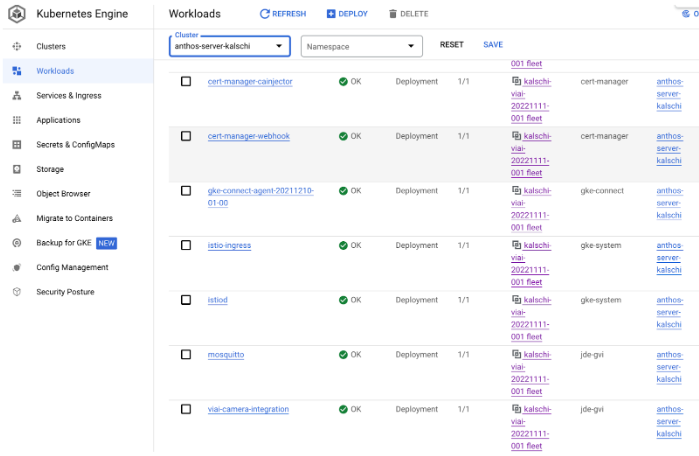 Kubernetes Engine
Workloads
REFRESH
DEPLOY
DELETE
Clusters
Workloads
Services & Ingress
Applications
Secrets & ConfigMaps
Storage
Object Browser
Migrate to Containers
Backup for GKE NEW
Config Management
Security Posture
Cluster
anthos-server-kalschi
Namespace
RESET
SAVE
001 fleet
cert-manager-cainjector OK Deployment 1/1 kalschi- cert-manager anthos-
viai- server-
20221111- kalschi
001 fleet
cert-manager-webhook OK Deployment 1/1 kalschi- cert-manager anthos-
viai- server-
20221111- kalschi
001 fleet
gke-connect-agent-20211210- OK Deployment 1/1 kalschi- gke-connect anthos-
01-00 viai- server-
20221111- kalschi
001 fleet
istio-ingress OK Deployment 1/1 kalschi- gke-system anthos-
viai- server-
20221111- kalschi
001 fleet
istiod OK Deployment 1/1 kalschi- gke-system anthos-
viai- server-
20221111- kalschi
001 fleet
mosquitto OK Deployment 1/1 kalschi- jde-gvi anthos-
viai- server-
20221111- kalschi
001 fleet
viai-camera-integration OK Deployment 1/1 kalschi- jde-gvi anthos-
viai- server-
20221111- kalschi
001 fleet